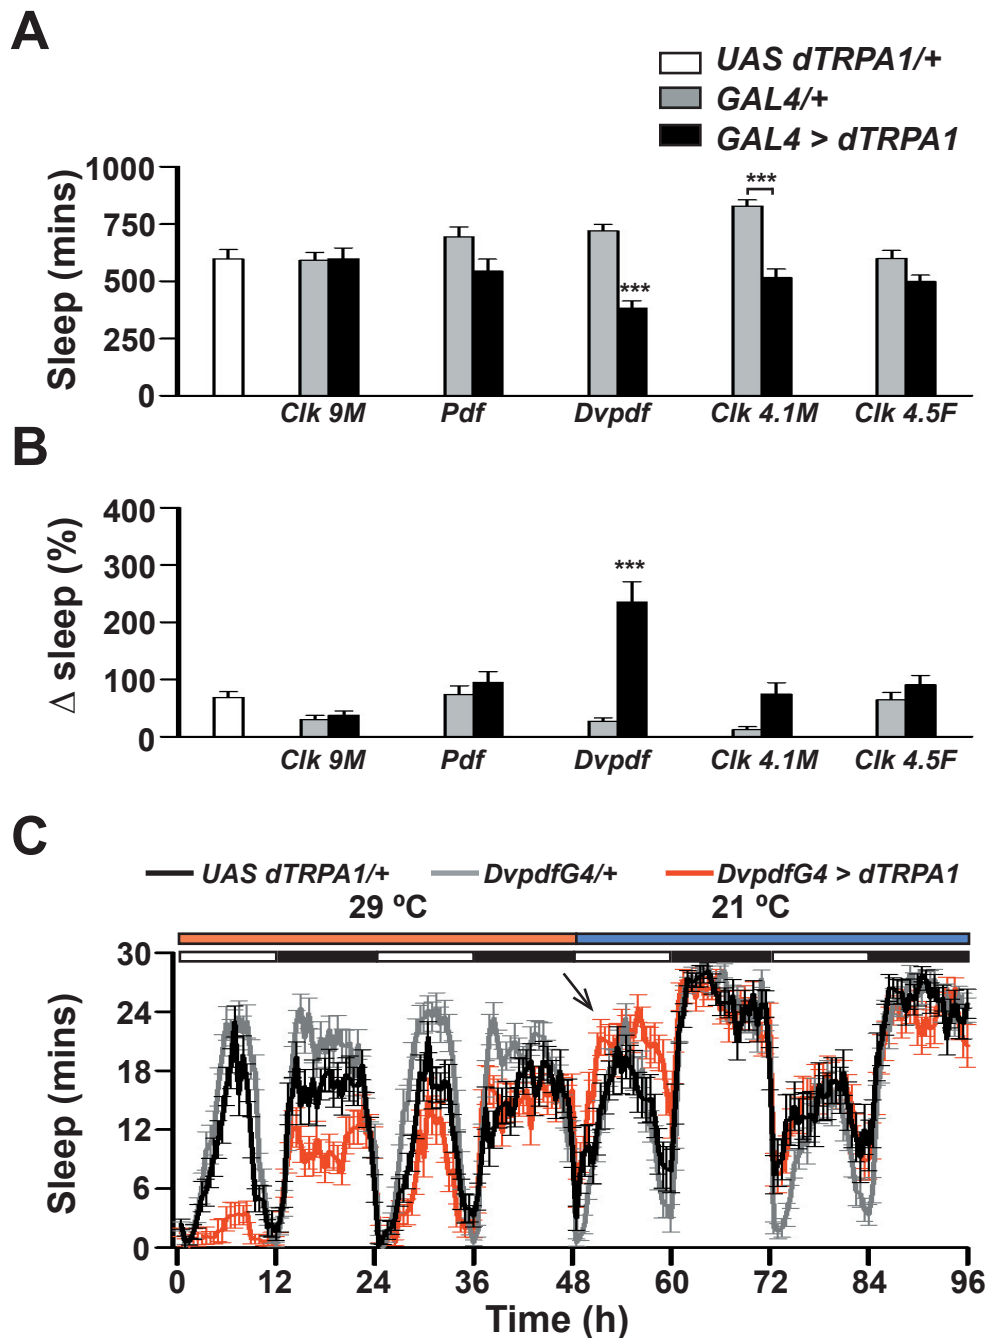 A
UAS dTRPA1/+
GAL4/+
GAL4 > dTRPA1
Sleep (mins)
1000
750
500
250
0
***
***
Clk 9M Pdf Dvpdf Clk 4.1M Clk 4.5F
B
Δ sleep (%)
400
300
200
100
0
***
Clk 9M Pdf Dvpdf Clk 4.1M Clk 4.5F
C
UAS dTRPA1/+ DvpdfG4/+ DvpdfG4 > dTRPA1
29 ºC 21 ºC
Sleep (mins)
30
24
18
12
6
0
0 12 24 36 48 60 72 84 96
Time (h)